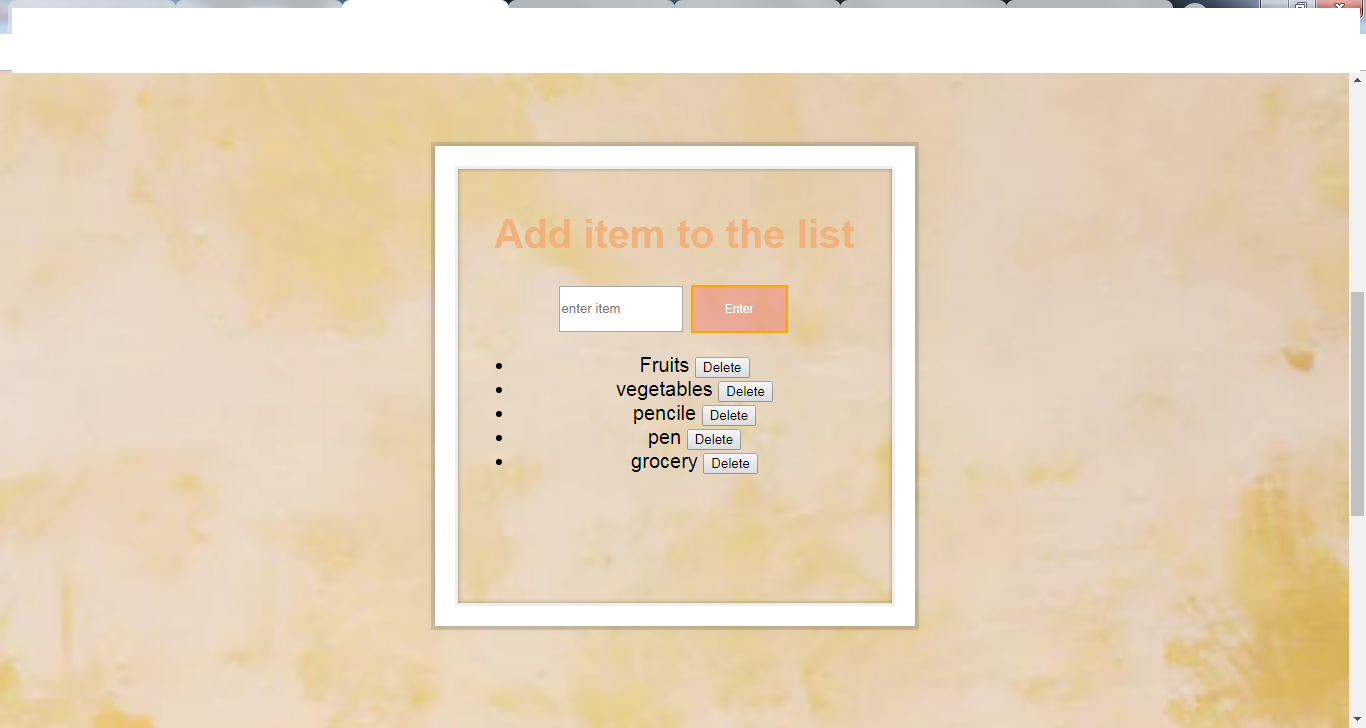 Add item to the list
enter item Enter
Fruits Delete
vegetables Delete
pencile Delete
pen Delete
grocery Delete